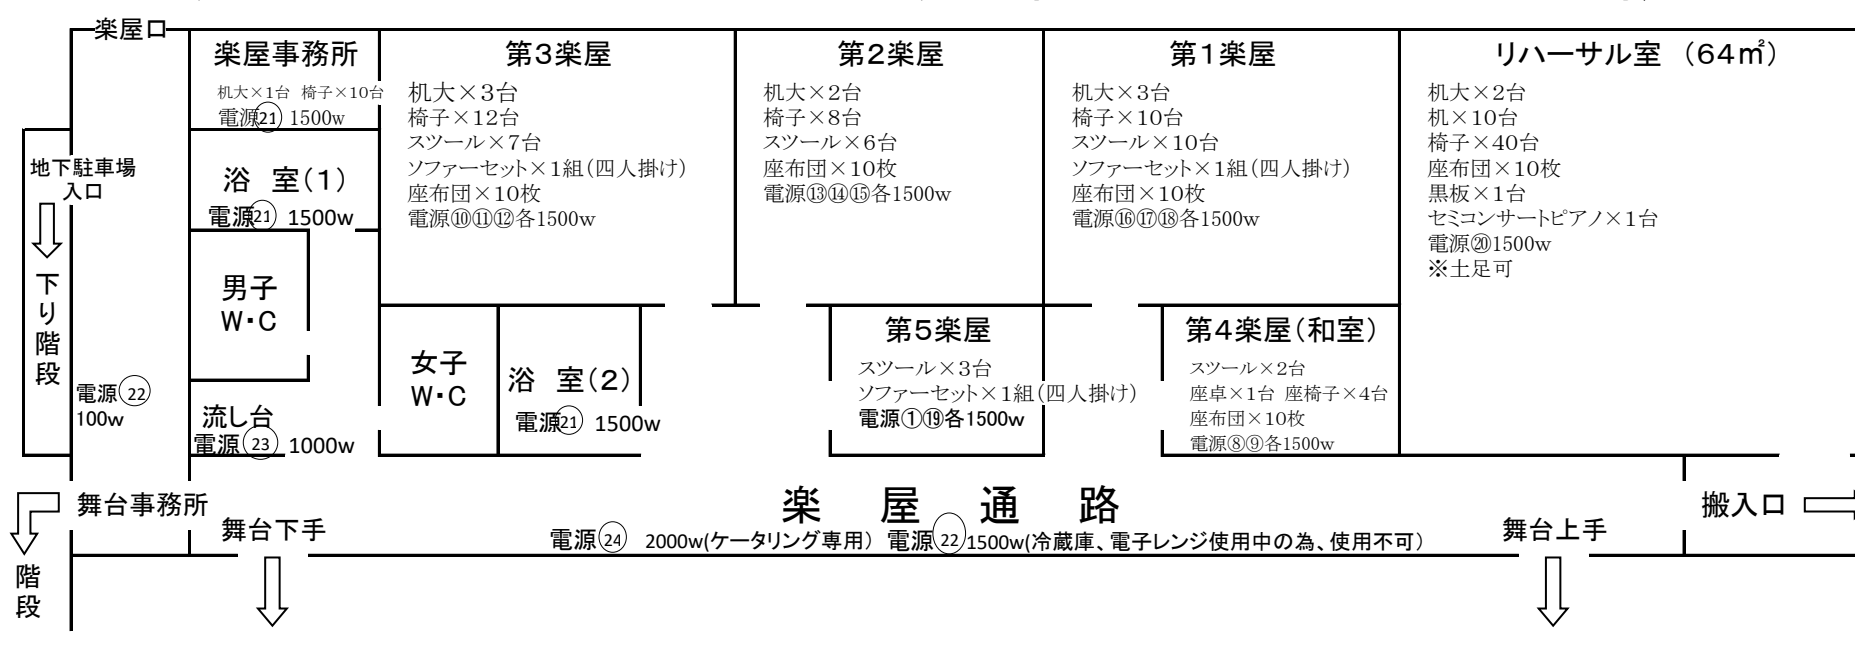 楽屋口
楽屋事務所
机大×1台 椅子×10台
電源㉑ 1500w
浴 室(1)
電源㉑ 1500w
男子
W・C
流し台
電源㉓ 1000w
地下駐車場
入口
下り階段
電源㉒
100w
第3楽屋
机大×3台
椅子×12台
スツール×7台
ソファーセット×1組(四人掛け)
座布団×10枚
電源⑩⑪⑫各1500w
第2楽屋
机大×2台
椅子×8台
スツール×6台
座布団×10枚
電源⑬⑭⑮各1500w
第1楽屋
机大×3台
椅子×10台
スツール×10台
ソファーセット×1組(四人掛け)
座布団×10枚
電源⑯⑰⑱各1500w
リハーサル室 (64㎡)
机大×2台
机×10台
椅子×40台
座布団×10枚
黒板×1台
セミコンサートピアノ×1台
電源⑳1500w
※土足可
女子
W・C
浴 室(2)
電源㉑ 1500w
第5楽屋
スツール×3台
ソファーセット×1組(四人掛け)
電源①⑲各1500w
第4楽屋(和室)
スツール×2台
座卓×1台 座椅子×4台
座布団×10枚
電源⑧⑨各1500w
舞台事務所
階段
舞台下手
楽 屋 通 路
電源㉔ 2000w(ケータリング専用) 電源㉒1500w(冷蔵庫、電子レンジ使用中の為、使用不可)
舞台上手
搬入口